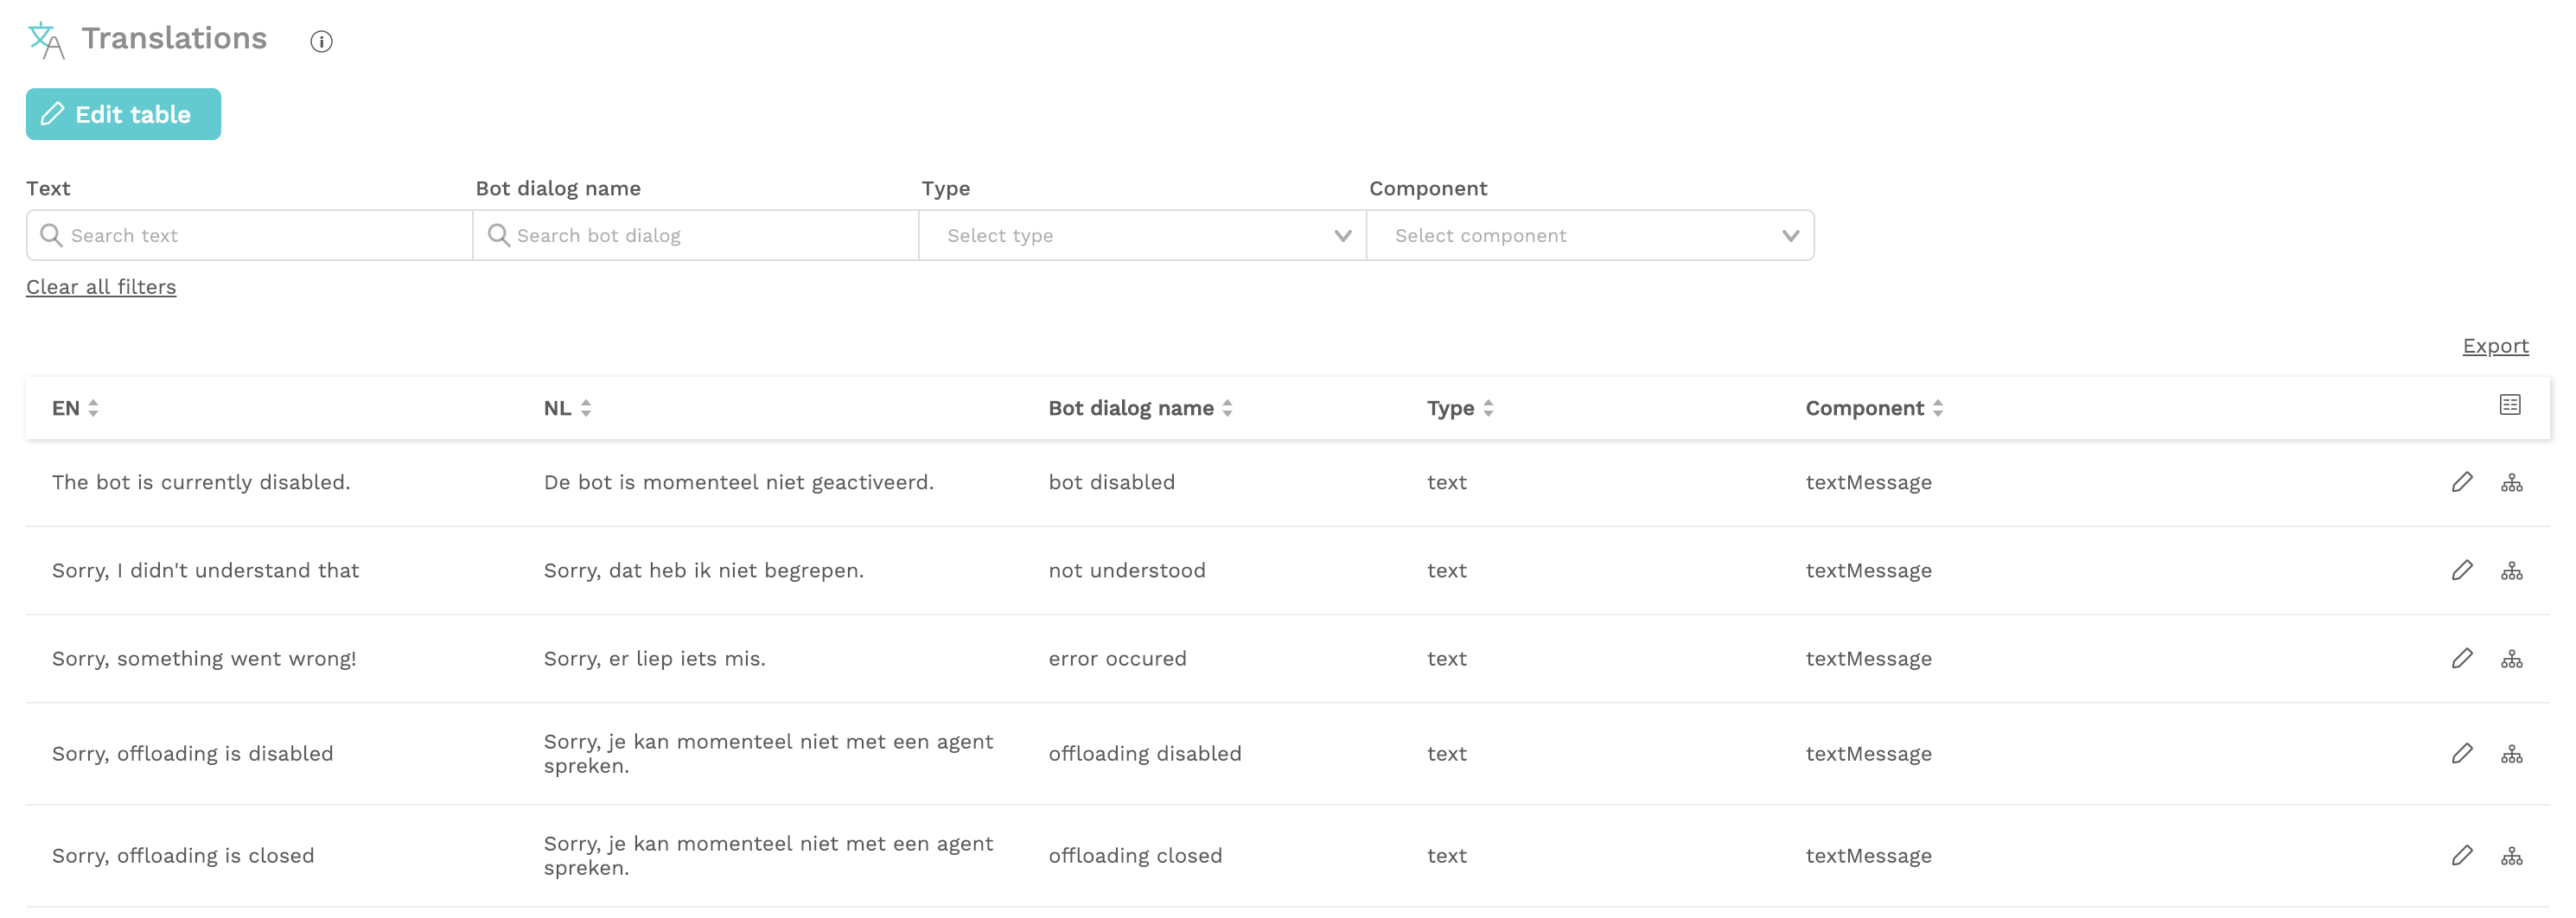 Translations
Edit table
Text Bot dialog name Type Component
Search text Search bot dialog Select type Select component
Clear all filters
Export
EN NL Bot dialog name Type Component
The bot is currently disabled. De bot is momenteel niet geactiveerd. bot disabled text textMessage
Sorry, I didn't understand that Sorry, dat heb ik niet begrepen. not understood text textMessage
Sorry, something went wrong! Sorry, er liep iets mis. error occured text textMessage
Sorry, offloading is disabled Sorry, je kan momenteel niet met een agent offloading disabled text textMessage
spreken.
Sorry, offloading is closed Sorry, je kan momenteel niet met een agent offloading closed text textMessage
spreken.